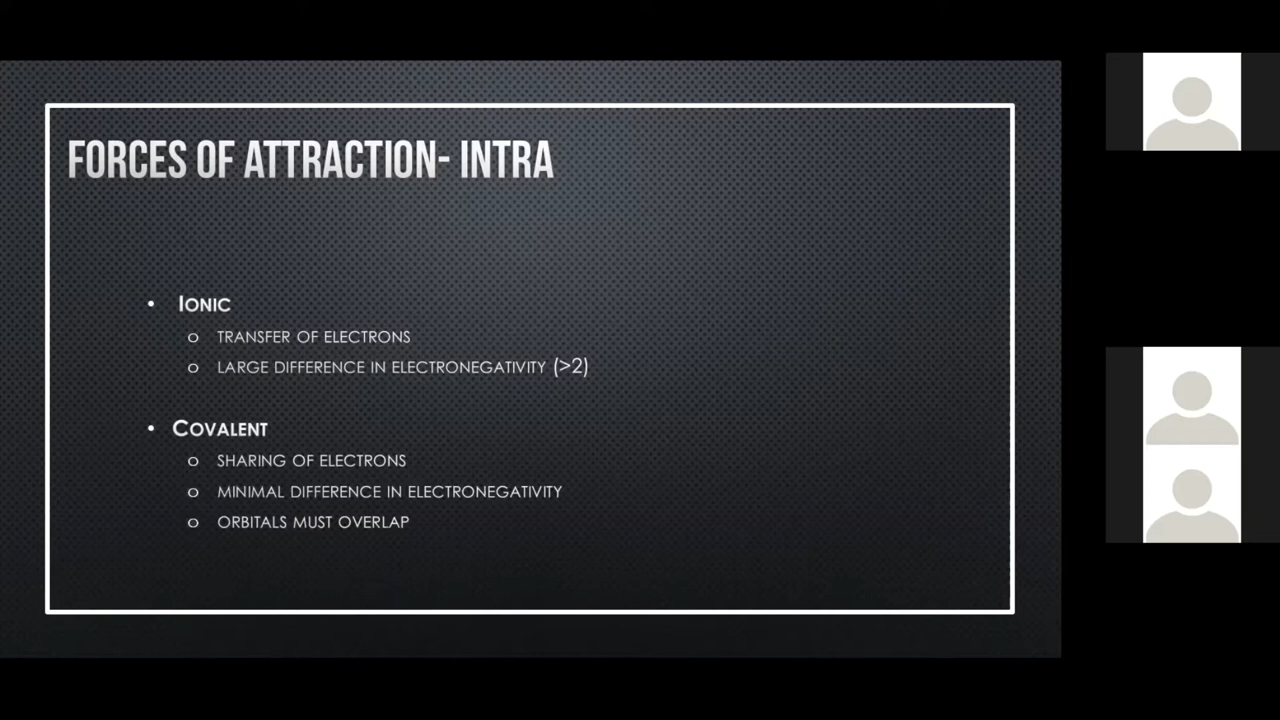 FORCES OF ATTRACTION- INTRA
• IONIC
o TRANSFER OF ELECTRONS
o LARGE DIFFERENCE IN ELECTRONEGATIVITY (>2)
• COVALENT
o SHARING OF ELECTRONS
o MINIMAL DIFFERENCE IN ELECTRONEGATIVITY
o ORBITALS MUST OVERLAP